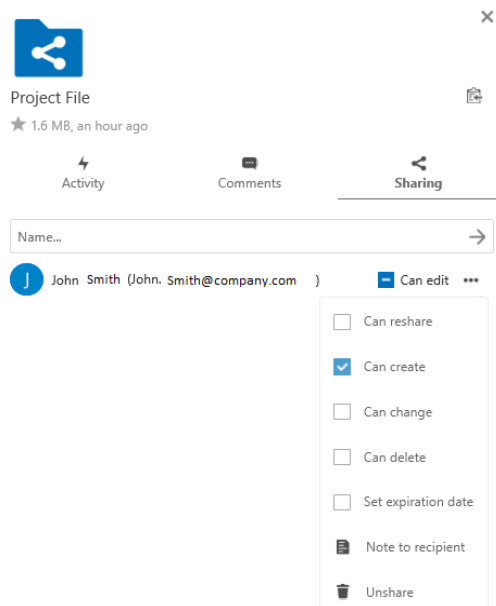 Project File
1.6 MB, an hour ago
Activity
Comments
Sharing
Name...
J John Smith (John. Smith@company.com ) Can edit
Can reshare
Can create
Can change
Can delete
Set expiration date
Note to recipient
Unshare